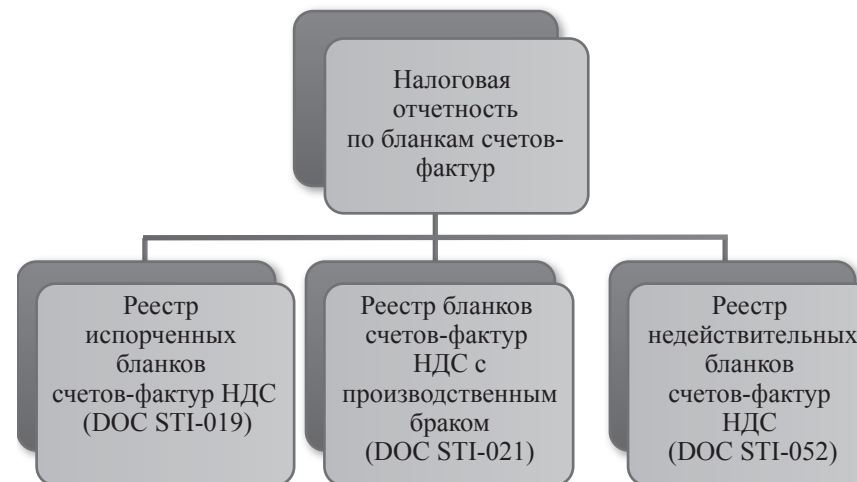 Налоговая
отчетность
по бланкам счетов-
фактур
Реестр
испорченных
бланков
счетов-фактур НДС
(DOC STI-019)
Реестр бланков
счетов-фактур
НДС с
производственным
браком
(DOC STI-021)
Реестр
недействительных
бланков
счетов-фактур
НДС
(DOC STI-052)